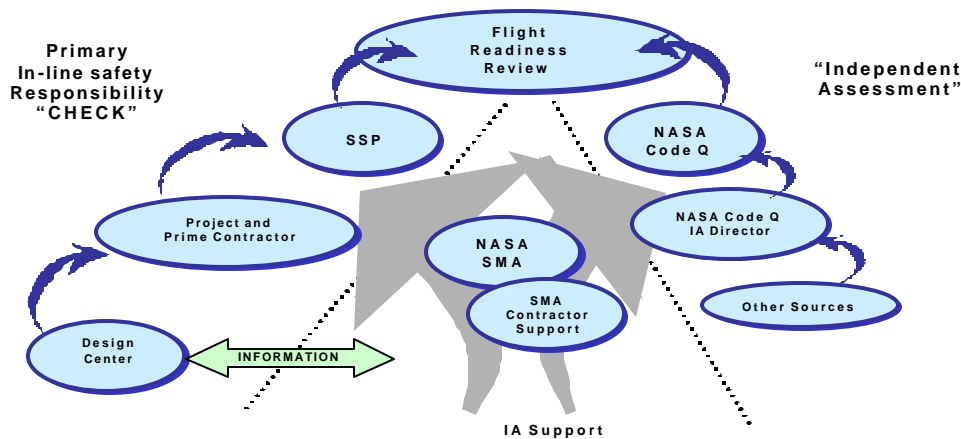 Primary
In-line safety
Responsibility
“CHECK”
Flight
Readiness
Review
“Independent
Assessment”
SSP
NASA
Code Q
Project and
Prime Contractor
NASA
SMA
NASA Code Q
IA Director
SMA
Contractor
Support
Other Sources
Design
Center
INFORMATION
IA Support